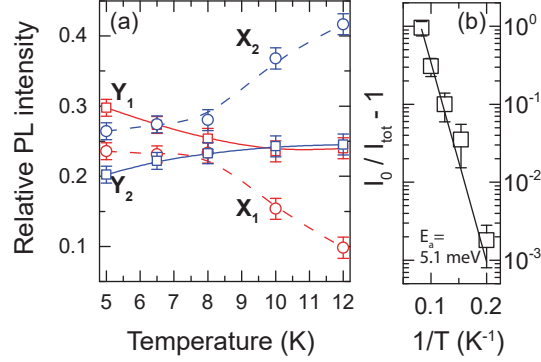 (a)
X2
Y1
Y2
X1
0.4
0.3
0.2
0.1
Relative PL intensity
5 6 7 8 9 10 11 12
Temperature (K)
(b)
I0 / Itot - 1
10^0
10^-1
10^-2
10^-3
Ea=
5.1 meV
0.1 0.2
1/T (K^-1)